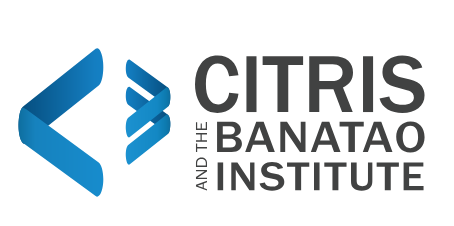 CITRIS
AND THE
BANATAO
INSTITUTE